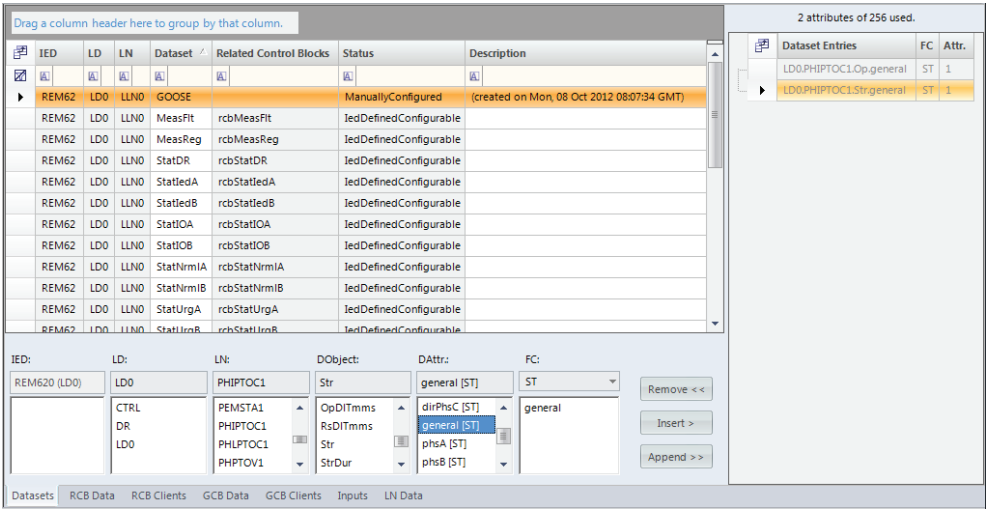 Drag a column header here to group by that column.
IED LD LN Dataset Related Control Blocks Status Description
REM62 LD0 LLN0 GOOSE ManuallyConfigured (created on Mon, 08 Oct 2012 08:07:34 GMT)
REM62 LD0 LLN0 MeasFlt rcbMeasFlt IedDefinedConfigurable
REM62 LD0 LLN0 MeasReg rcbMeasReg IedDefinedConfigurable
REM62 LD0 LLN0 StatDR rcbStatDR IedDefinedConfigurable
REM62 LD0 LLN0 StatIedA rcbStatIedA IedDefinedConfigurable
REM62 LD0 LLN0 StatIedB rcbStatIedB IedDefinedConfigurable
REM62 LD0 LLN0 StatIOA rcbStatIOA IedDefinedConfigurable
REM62 LD0 LLN0 StatIOB rcbStatIOB IedDefinedConfigurable
REM62 LD0 LLN0 StatNrmlA rcbStatNrmlA IedDefinedConfigurable
REM62 LD0 LLN0 StatNrmlB rcbStatNrmlB IedDefinedConfigurable
REM62 LD0 LLN0 StatUrgA rcbStatUrgA IedDefinedConfigurable
REM62 LD0 LLN0 StatUrgB rcbStatUrgB IedDefinedConfigurable
2 attributes of 256 used.
Dataset Entries FC Attr.
LD0.PHIPTOC1.Op.general ST 1
LD0.PHIPTOC1.Str.general ST 1
IED: LD: LN: DObject: DAttr.: FC:
REM620 (LD0) LD0 PHIPTOC1 Str general [ST] ST
CTRL PEMSTA1 OpDlTmms dirPhsC [ST] general
DR PHIPTOC1 RsDlTmms general [ST]
LD0 PHLPTOC1 Str phsA [ST]
PHPTOV1 StrDur phsB [ST]
Remove <<
Insert >
Append >>
Datasets RCB Data RCB Clients GCB Data GCB Clients Inputs LN Data